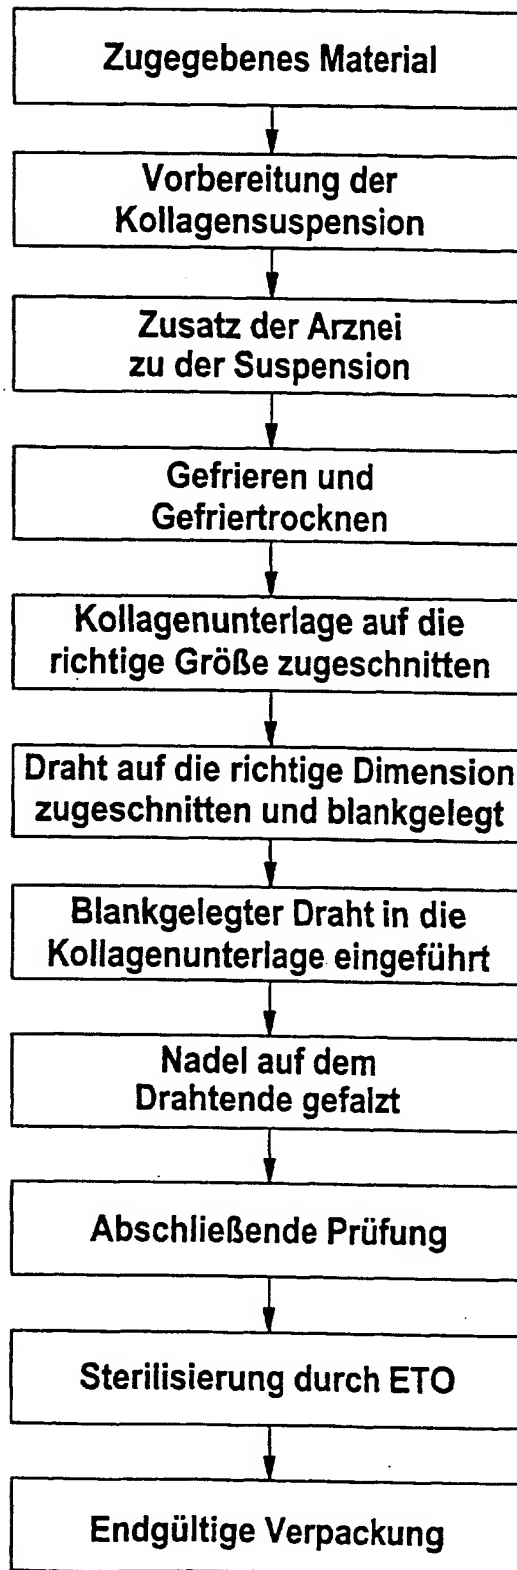 Zugegebenes Material
Vorbereitung der
Kollagensuspension
Zusatz der Arznei
zu der Suspension
Gefrieren und
Gefriertrocknen
Kollagenunterlage auf die
richtige Größe zugeschnitten
Draht auf die richtige Dimension
zugeschnitten und blankgelegt
Blankgelegter Draht in die
Kollagenunterlage eingeführt
Nadel auf dem
Drahtende gefalzt
Abschließende Prüfung
Sterilisierung durch ETO
Endgültige Verpackung